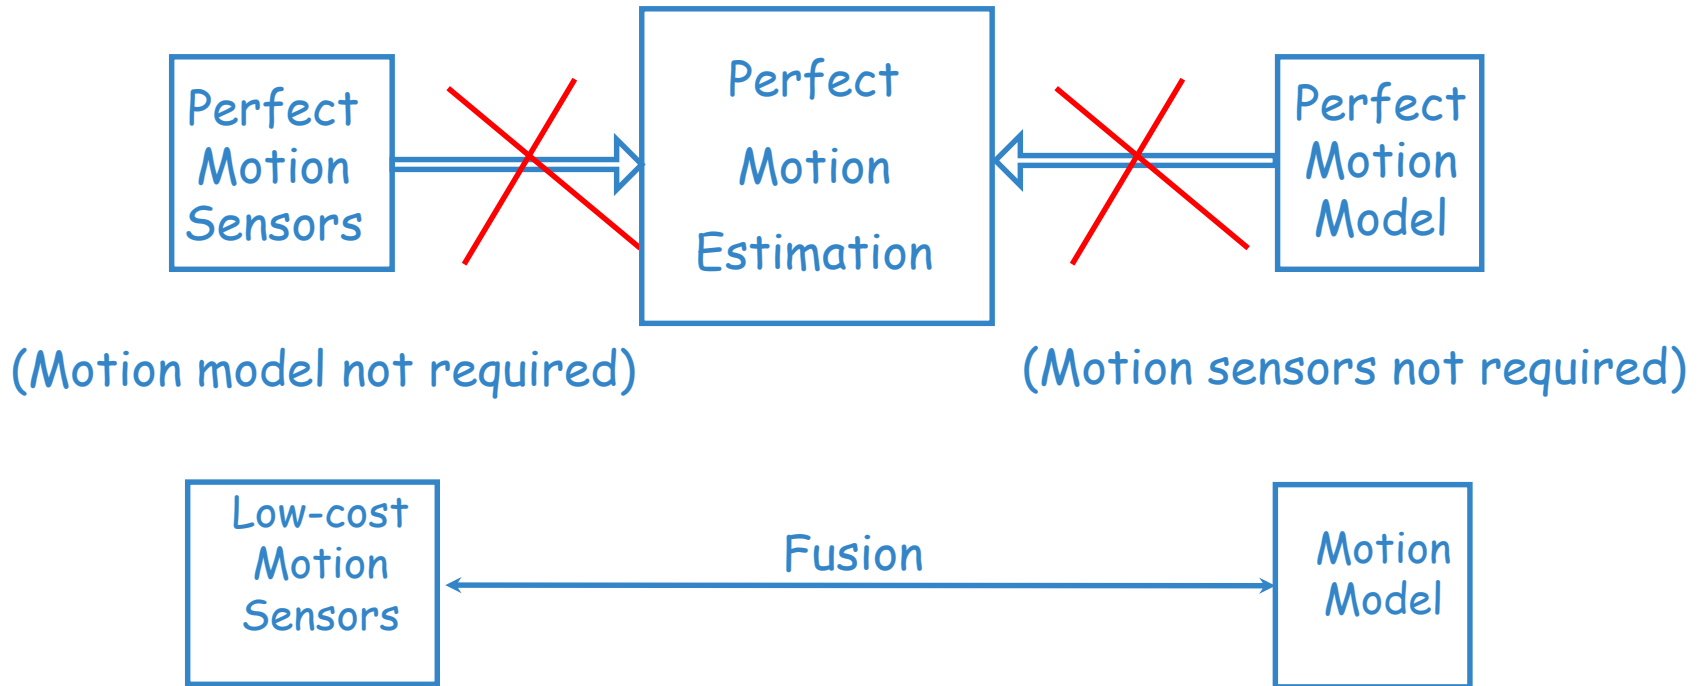 Perfect
Motion
Sensors
Perfect
Motion
Estimation
Perfect
Motion
Model
(Motion model not required)
(Motion sensors not required)
Low-cost
Motion
Sensors
Fusion
Motion
Model